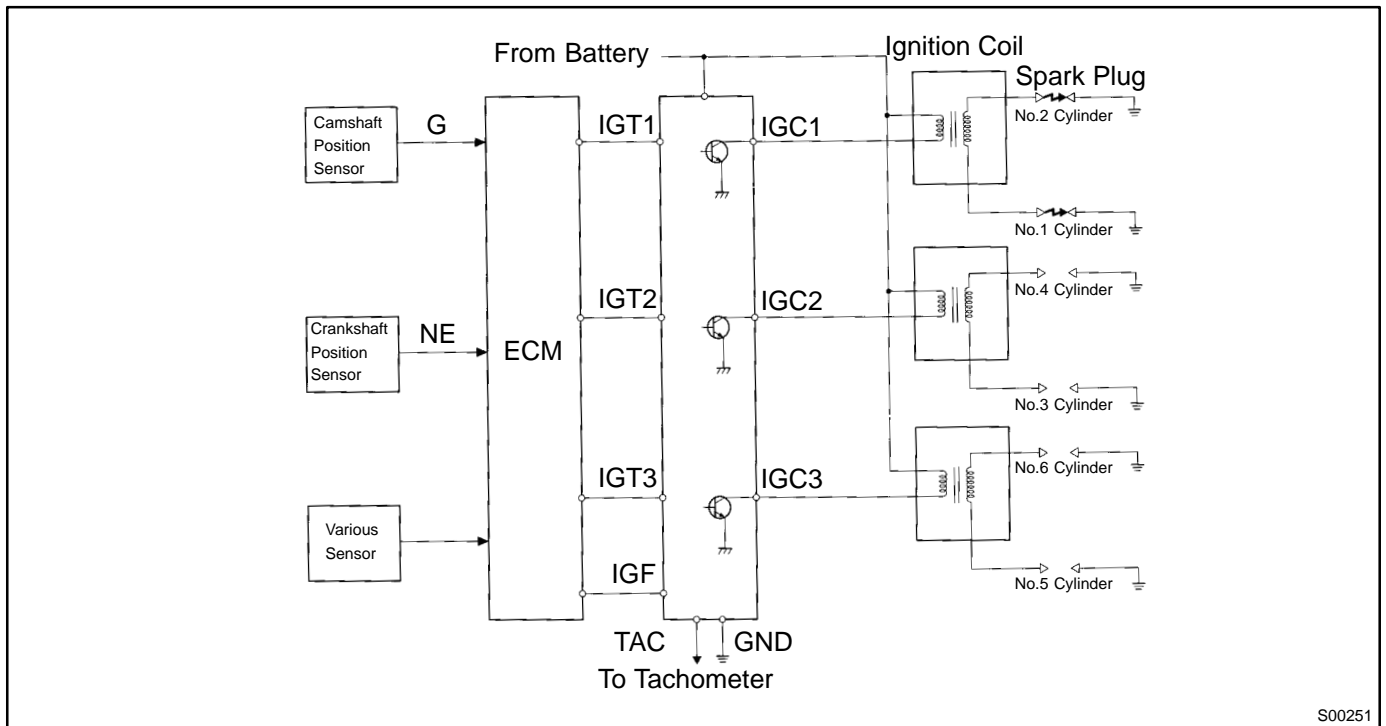 From Battery
Ignition Coil
Spark Plug
No.2 Cylinder
Camshaft
Position
Sensor
G
IGT1
IGC1
No.1 Cylinder
No.4 Cylinder
Crankshaft
Position
Sensor
NE
ECM
IGT2
IGC2
No.3 Cylinder
No.6 Cylinder
IGT3
IGC3
Various
Sensor
IGF
No.5 Cylinder
TAC
GND
To Tachometer
S00251